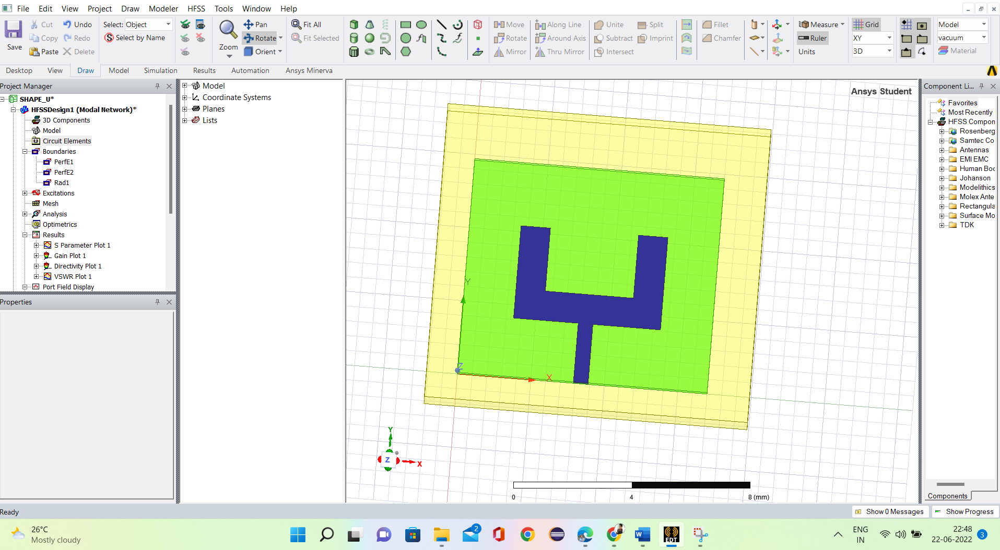 File Edit View Project Draw Modeler HFSS Tools Window Help
Save
Cut
Copy
Paste
Undo
Redo
Delete
Select: Object
Select by Name
Zoom
Pan
Rotate
Orient
Fit All
Fit Selected
Move
Rotate
Mirror
Along Line
Around Axis
Thru Mirror
Unite
Subtract
Intersect
Split
Imprint
Fillet
Chamfer
Measure
Ruler
Units
Grid
XY
3D
Model
vacuum
Material
Desktop View Draw Model Simulation Results Automation Ansys Minerva
Project Manager
SHAPE_U*
HFSSDesign1 (Modal Network)*
3D Components
Model
Circuit Elements
Boundaries
PerfE1
PerfE2
Rad1
Excitations
Mesh
Analysis
Optimetrics
Results
S Parameter Plot 1
Gain Plot 1
Directivity Plot 1
VSWR Plot 1
Port Field Display
Properties
Model
Coordinate Systems
Planes
Lists
Ansys Student
Y
Z
X
Y
Z
X
0 4 8 (mm)
Component Li...
Favorites
Most Recently
HFSS Compon
Rosenberg
Samtec Co
Antennas
EMI EMC
Human Boc
Johanson
Modelithics
Molex Ante
Rectangula
Surface Mo
TDK
Components
Ready
Show 0 Messages
Show Progress
26°C
Mostly cloudy
2
EDT
ENG
IN
22:48
22-06-2022
3